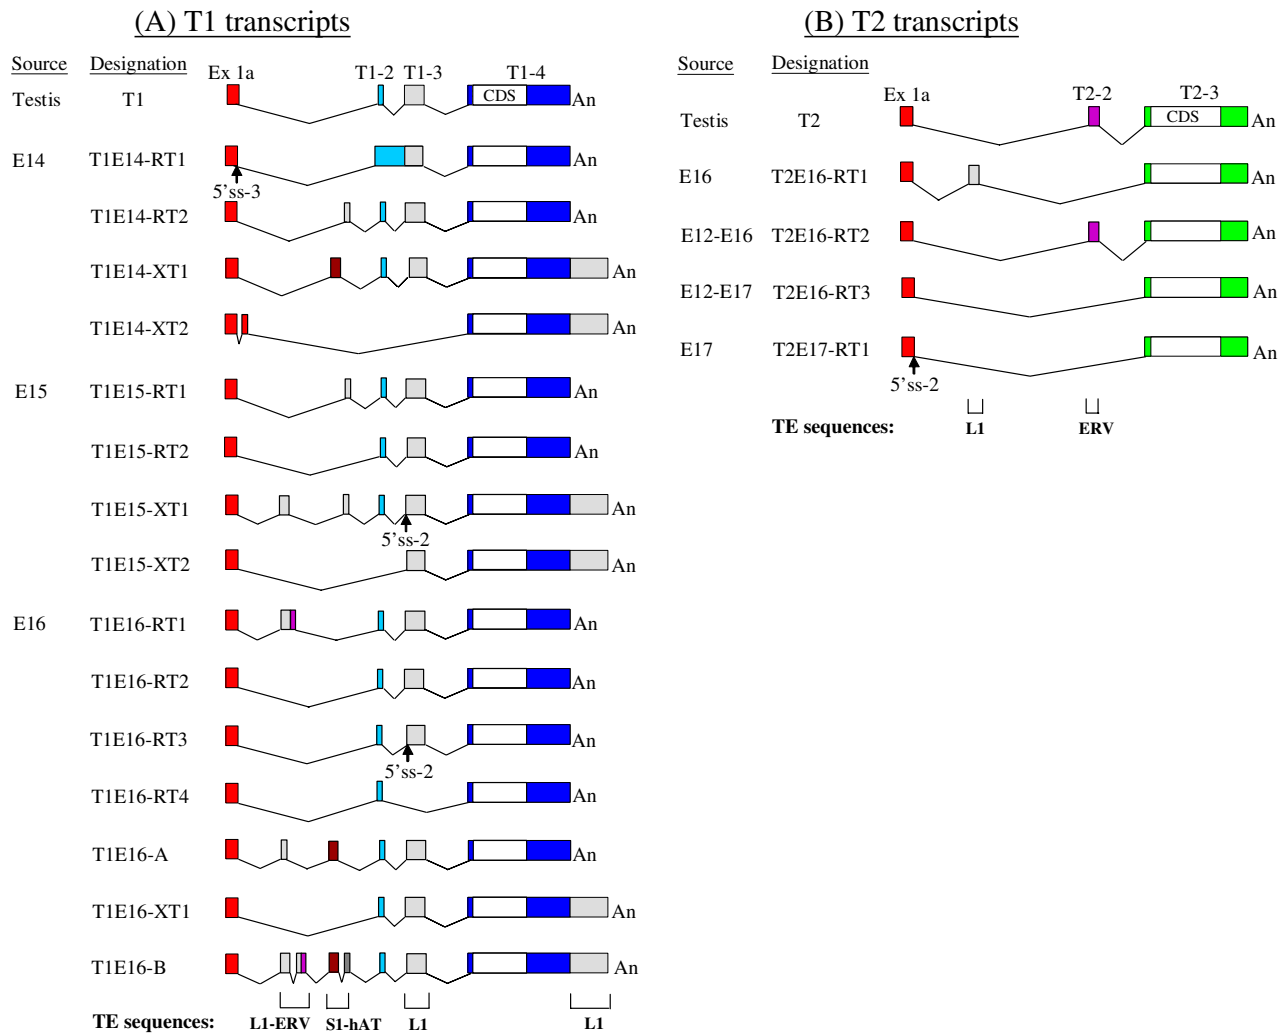 (A) T1 transcripts
Source Designation Ex 1a T1-2 T1-3 T1-4
Testis T1 CDS An
E14 T1E14-RT1 An
5'ss-3
T1E14-RT2 An
T1E14-XT1 An
T1E14-XT2 An
E15 T1E15-RT1 An
T1E15-RT2 An
T1E15-XT1 An
5'ss-2
T1E15-XT2 An
E16 T1E16-RT1 An
T1E16-RT2 An
T1E16-RT3 An
5'ss-2
T1E16-RT4 An
T1E16-A An
T1E16-XT1 An
T1E16-B An
TE sequences: L1-ERV S1-hAT L1 L1
(B) T2 transcripts
Source Designation Ex 1a T2-2 T2-3
Testis T2 CDS An
E16 T2E16-RT1 An
E12-E16 T2E16-RT2 An
E12-E17 T2E16-RT3 An
E17 T2E17-RT1 An
5'ss-2
TE sequences: L1 ERV